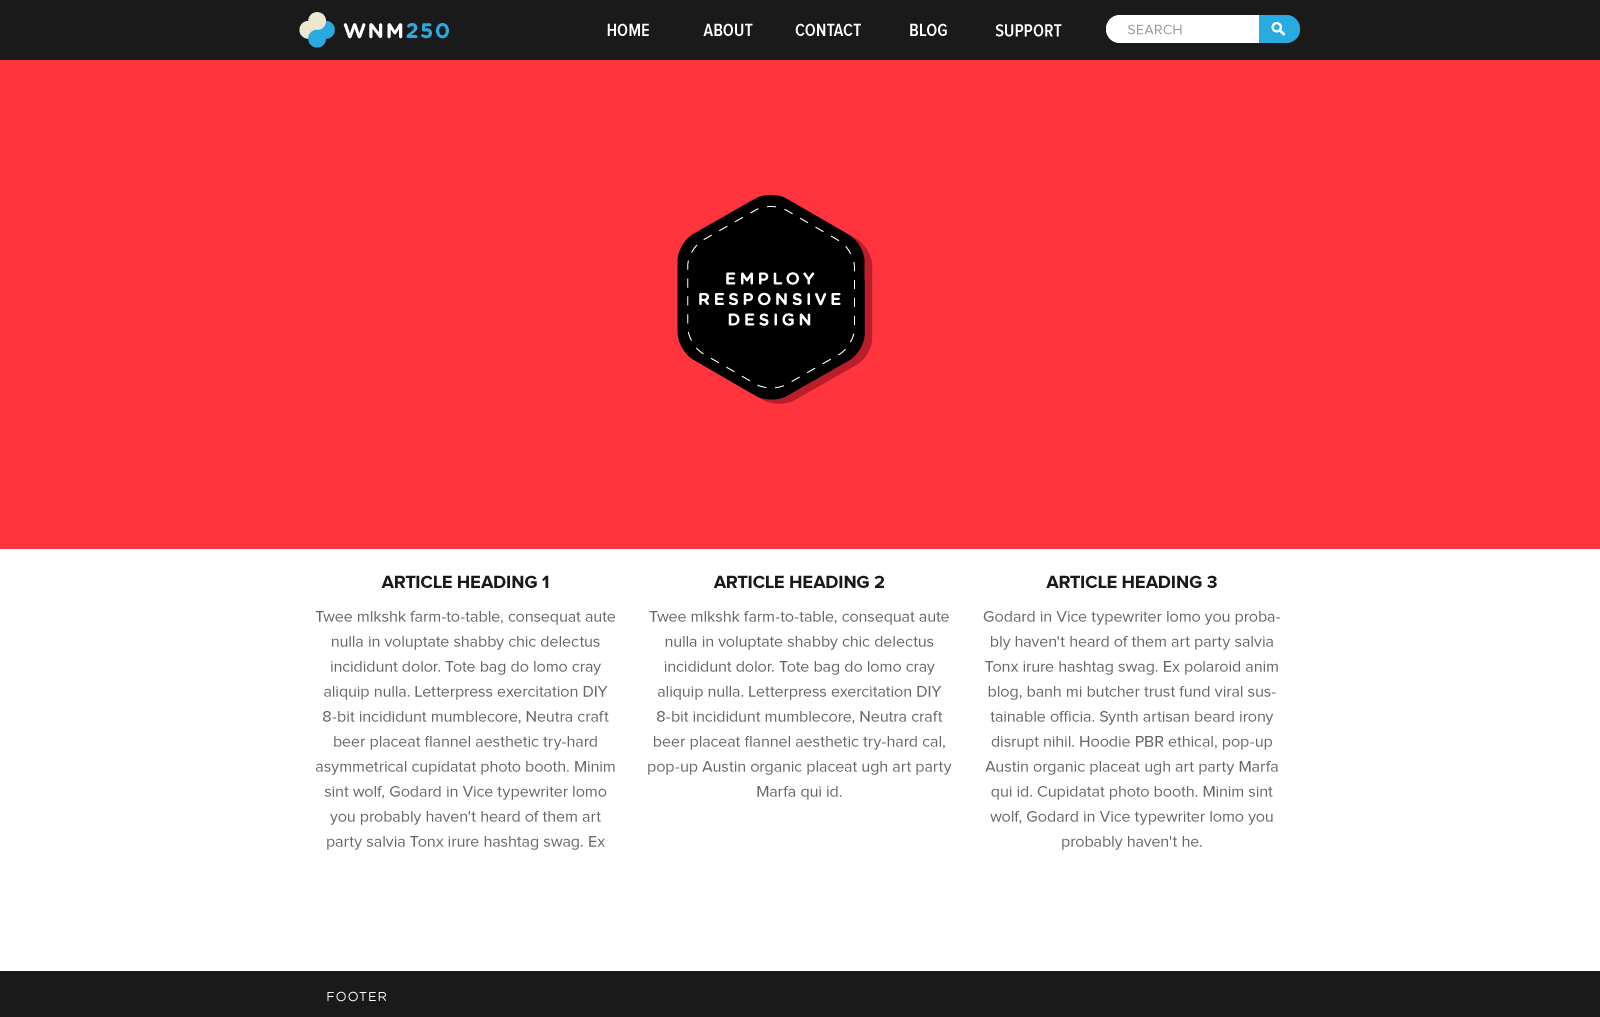 WNM250
HOME ABOUT CONTACT BLOG SUPPORT SEARCH
EMPLOY
RESPONSIVE
DESIGN
ARTICLE HEADING 1
Twee mlkshk farm-to-table, consequat aute
nulla in voluptate shabby chic delectus
incididunt dolor. Tote bag do lomo cray
aliquip nulla. Letterpress exercitation DIY
8-bit incididunt mumblecore, Neutra craft
beer placeat flannel aesthetic try-hard
asymmetrical cupidatat photo booth. Minim
sint wolf, Godard in Vice typewriter lomo
you probably haven't heard of them art
party salvia Tonx irure hashtag swag. Ex
ARTICLE HEADING 2
Twee mlkshk farm-to-table, consequat aute
nulla in voluptate shabby chic delectus
incididunt dolor. Tote bag do lomo cray
aliquip nulla. Letterpress exercitation DIY
8-bit incididunt mumblecore, Neutra craft
beer placeat flannel aesthetic try-hard cal,
pop-up Austin organic placeat ugh art party
Marfa qui id.
ARTICLE HEADING 3
Godard in Vice typewriter lomo you proba-
bly haven't heard of them art party salvia
Tonx irure hashtag swag. Ex polaroid anim
blog, banh mi butcher trust fund viral sus-
tainable officia. Synth artisan beard irony
disrupt nihil. Hoodie PBR ethical, pop-up
Austin organic placeat ugh art party Marfa
qui id. Cupidatat photo booth. Minim sint
wolf, Godard in Vice typewriter lomo you
probably haven't he.
FOOTER